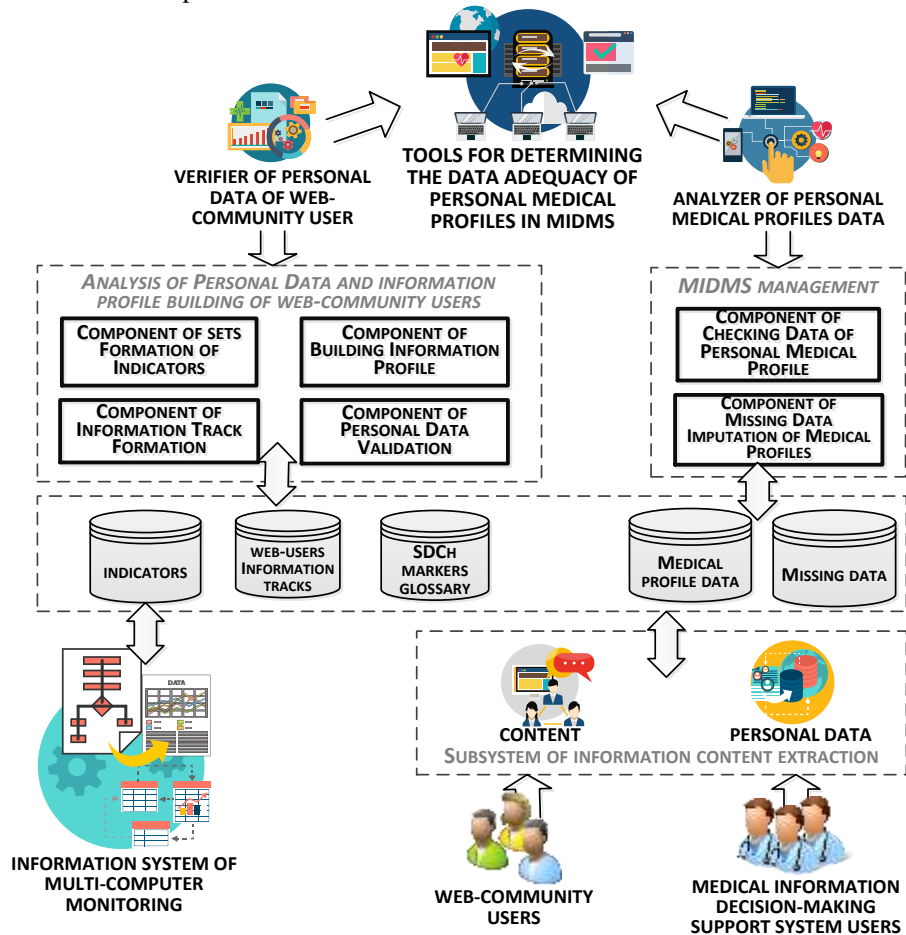 TOOLS FOR DETERMINING
THE DATA ADEQUACY OF
PERSONAL MEDICAL
PROFILES IN MIDMS
VERIFIER OF PERSONAL
DATA OF WEB-
COMMUNITY USER
ANALYZER OF PERSONAL
MEDICAL PROFILES DATA
ANALYSIS OF PERSONAL DATA AND INFORMATION
PROFILE BUILDING OF WEB-COMMUNITY USERS
COMPONENT OF SETS
FORMATION OF
INDICATORS
COMPONENT OF
BUILDING INFORMATION
PROFILE
COMPONENT OF
INFORMATION TRACK
FORMATION
COMPONENT OF
PERSONAL DATA
VALIDATION
MIDMS MANAGEMENT
COMPONENT OF
CHECKING DATA OF
PERSONAL MEDICAL
PROFILE
COMPONENT OF
MISSING DATA
IMPUTATION OF MEDICAL
PROFILES
INDICATORS
WEB-USERS
INFORMATION
TRACKS
SDCH
MARKERS
GLOSSARY
MEDICAL
PROFILE DATA
MISSING DATA
DATA
INFORMATION SYSTEM OF
MULTI-COMPUTER
MONITORING
CONTENT
PERSONAL DATA
SUBSYSTEM OF INFORMATION CONTENT EXTRACTION
WEB-COMMUNITY
USERS
MEDICAL INFORMATION
DECISION-MAKING
SUPPORT SYSTEM USERS